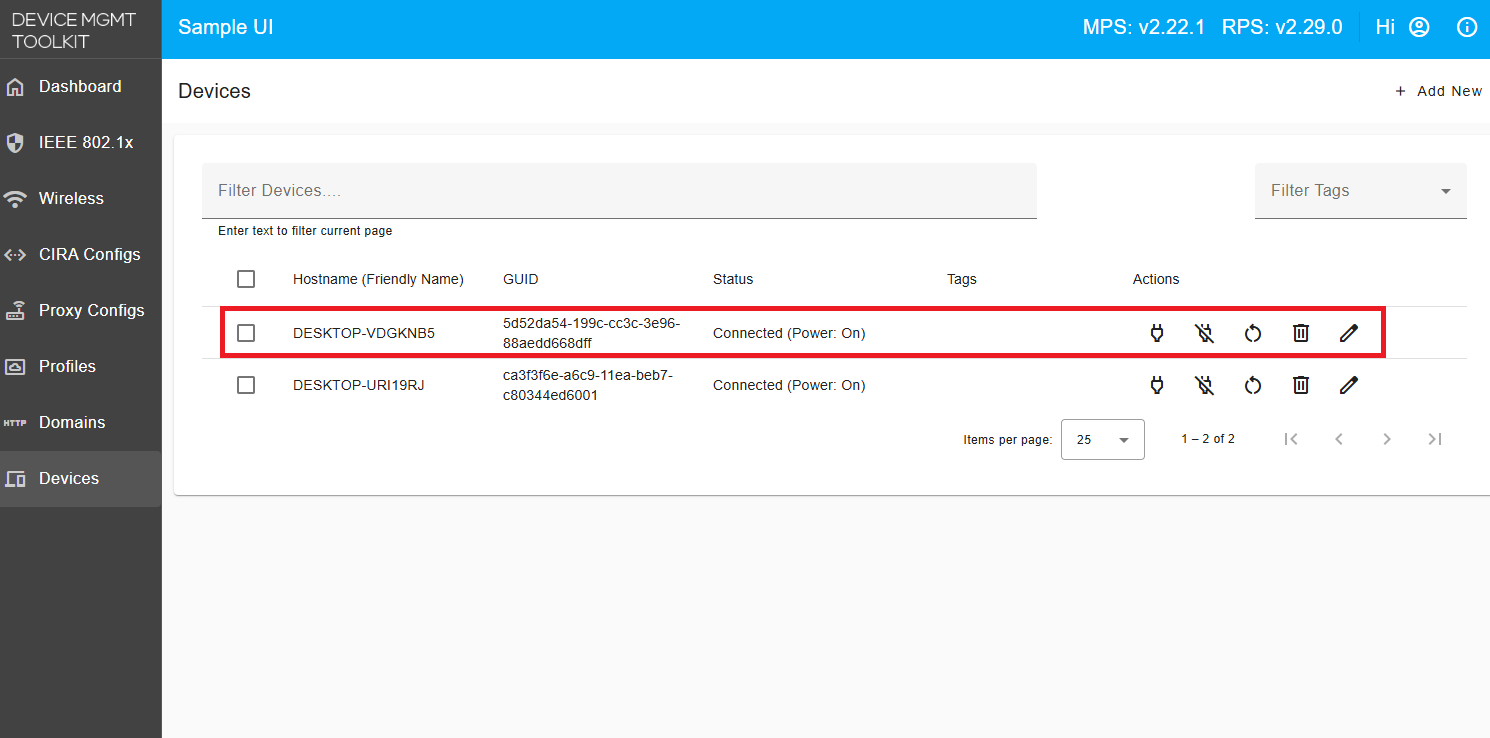 DEVICE MGMT
TOOLKIT
Sample UI
MPS: v2.22.1 RPS: v2.29.0 Hi
Dashboard
IEEE 802.1x
Wireless
CIRA Configs
Proxy Configs
Profiles
HTTP Domains
Devices
Devices
+ Add New
Filter Devices....
Filter Tags
Enter text to filter current page
Hostname (Friendly Name) GUID Status Tags Actions
DESKTOP-VDGKNB5 5d52da54-199c-cc3c-3e96- Connected (Power: On)
88aedd668dff
DESKTOP-URI19RJ ca3f3f6e-a6c9-11ea-beb7- Connected (Power: On)
c80344ed6001
Items per page: 25 1 – 2 of 2